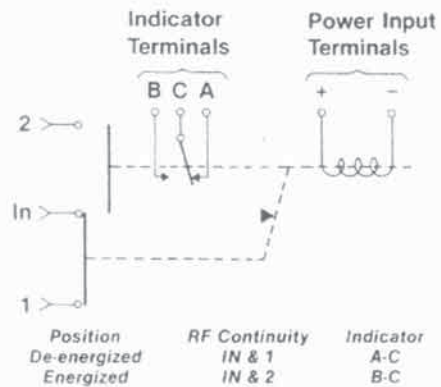 Indicator Terminals
Power Input Terminals
B C A
+ -
2
In
1
Position RF Continuity Indicator
De-energized IN & 1 A-C
Energized IN & 2 B-C